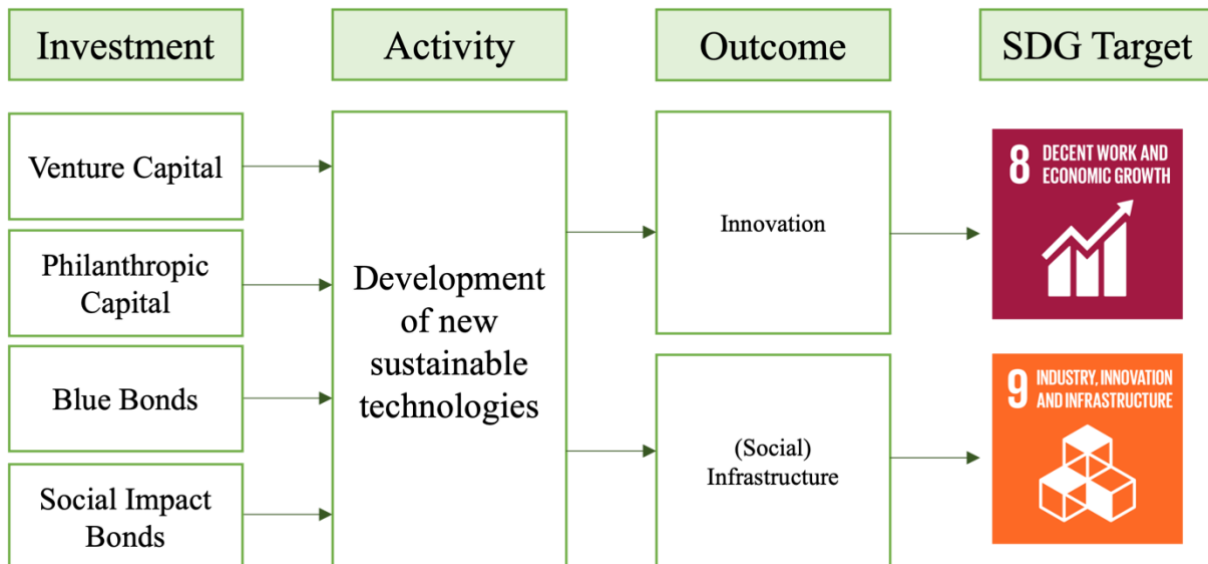 Investment
Activity
Outcome
SDG Target
Venture Capital
Philanthropic
Capital
Blue Bonds
Social Impact
Bonds
Development
of new
sustainable
technologies
Innovation
(Social)
Infrastructure
8 DECENT WORK AND
ECONOMIC GROWTH
9 INDUSTRY, INNOVATION
AND INFRASTRUCTURE